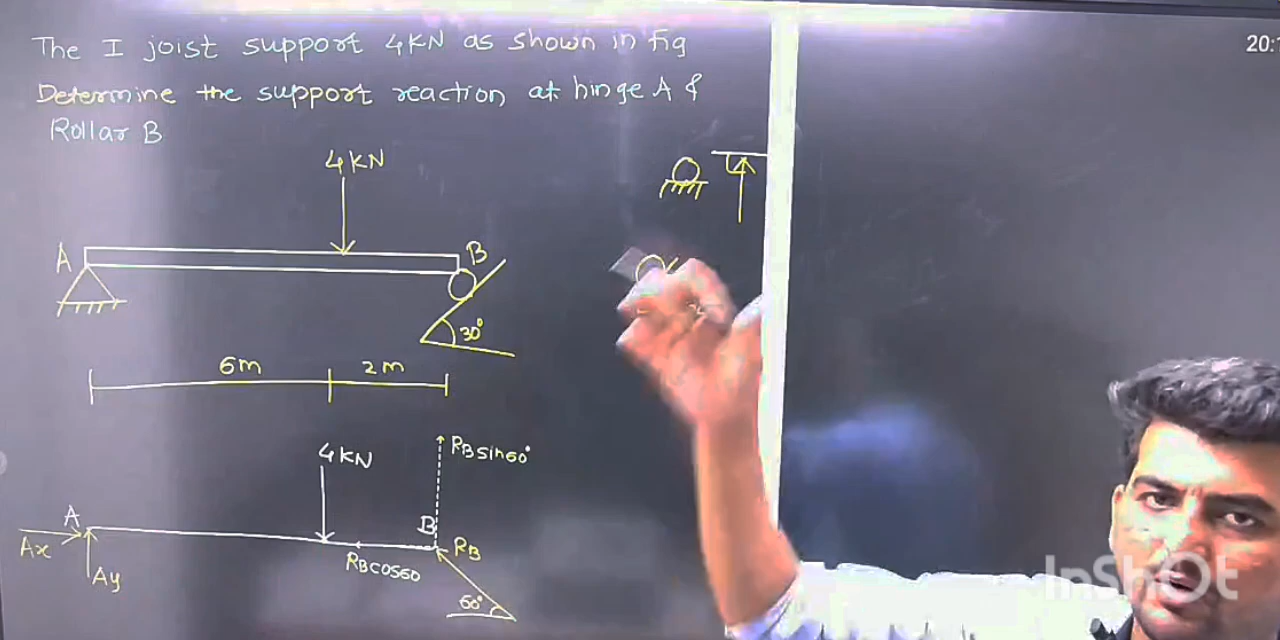 The I joist support 4KN as shown in fig
Determine the support reaction at hinge A &
Rollar B
20:
4KN
A
B
30°
6m
2m
4KN
RB sin60°
A
B
RB
Ax
Ay
RB cos60
60°
InShOt